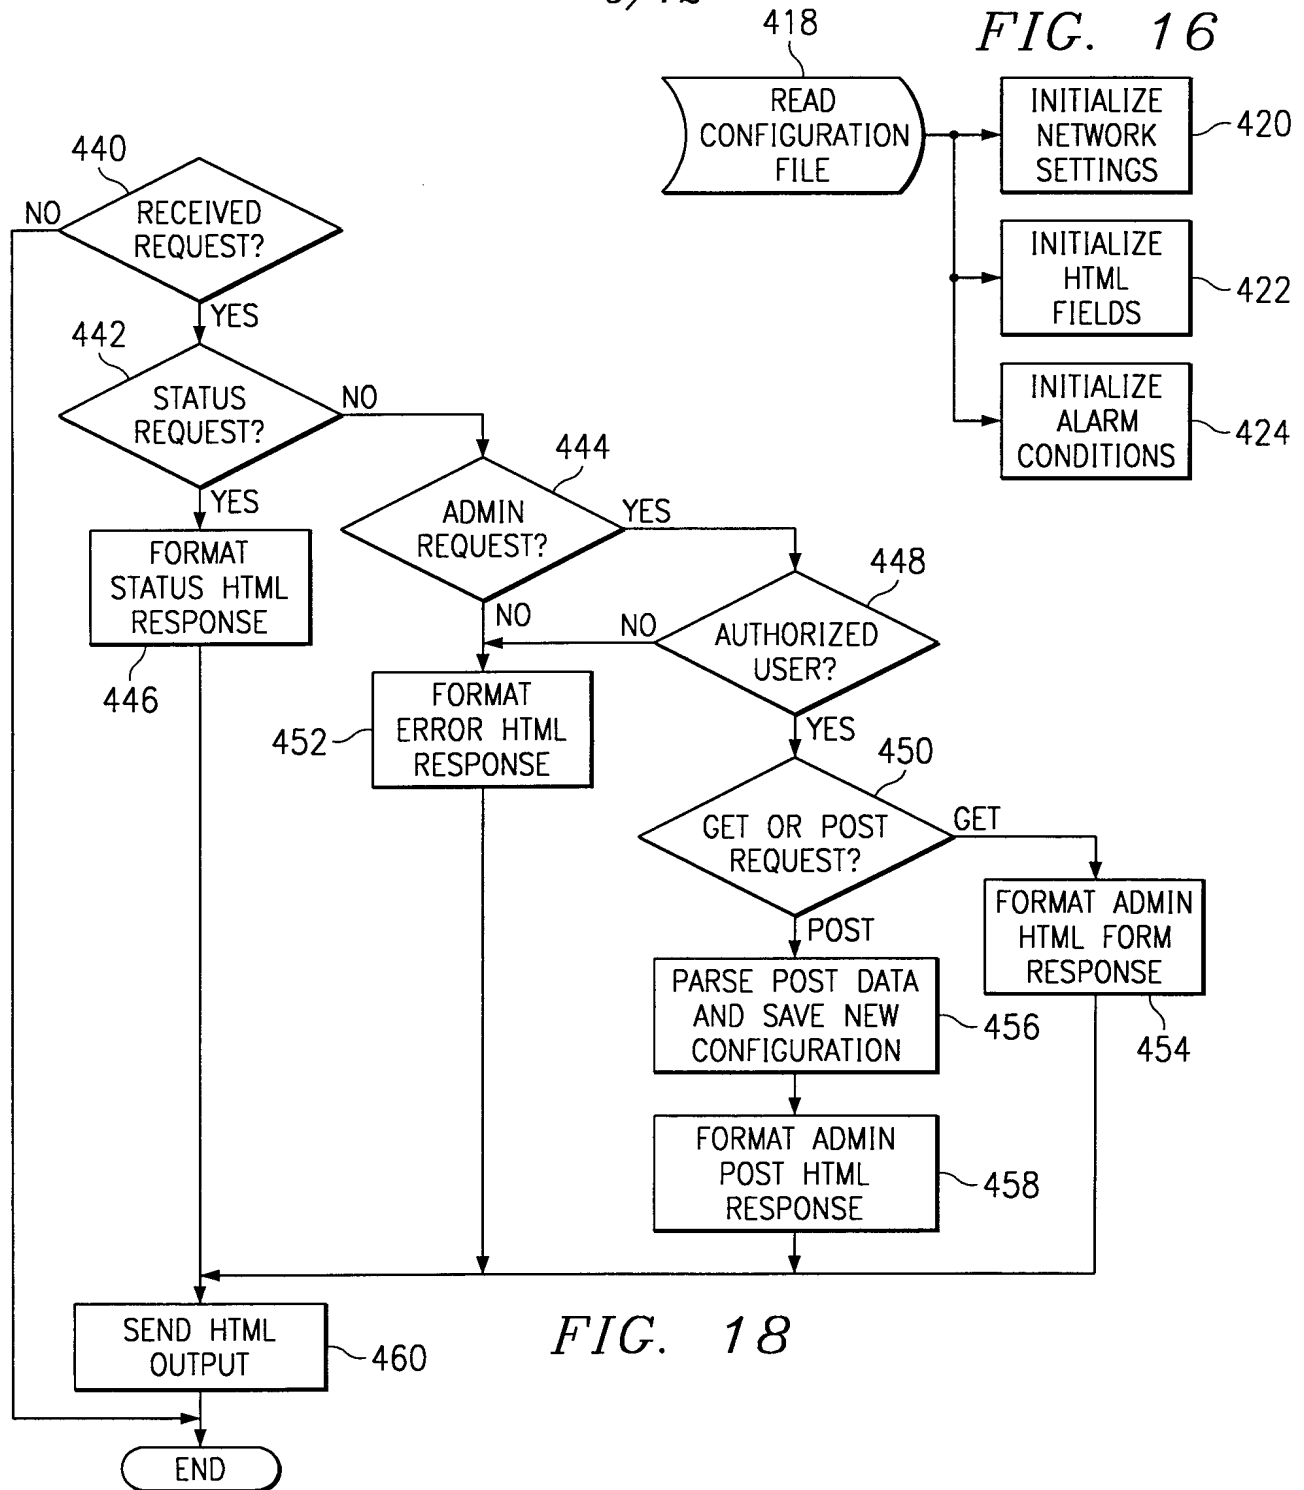 418
FIG. 16
READ
CONFIGURATION
FILE
INITIALIZE
NETWORK
SETTINGS
420
INITIALIZE
HTML
FIELDS
422
INITIALIZE
ALARM
CONDITIONS
424
440
NO
RECEIVED
REQUEST?
YES
442
STATUS
REQUEST?
NO
YES
444
ADMIN
REQUEST?
YES
NO
FORMAT
STATUS HTML
RESPONSE
446
448
AUTHORIZED
USER?
NO
YES
FORMAT
ERROR HTML
RESPONSE
452
450
GET OR POST
REQUEST?
GET
POST
FORMAT ADMIN
HTML FORM
RESPONSE
454
PARSE POST DATA
AND SAVE NEW
CONFIGURATION
456
FORMAT ADMIN
POST HTML
RESPONSE
458
SEND HTML
OUTPUT
460
FIG. 18
END